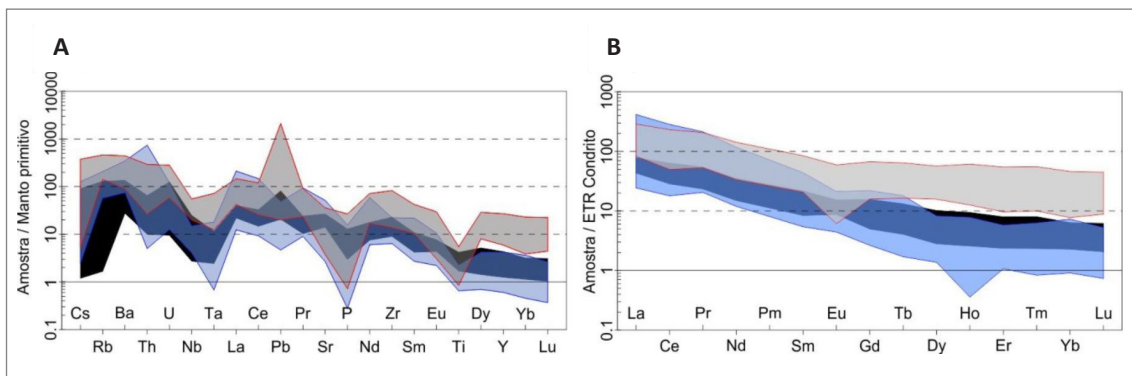 A
Amostra / Manto primitivo
10000
1000
100
10
1
0.1
Cs Ba U Ta Ce Pr P Zr Eu Dy Yb
Pb
Rb Th Nb La Sr Nd Sm Ti Y Lu
B
Amostra / ETR Condrito
1000
100
10
1
0.1
La Pr Pm Eu Tb Ho Tm Lu
Ce Nd Sm Gd Dy Er Yb